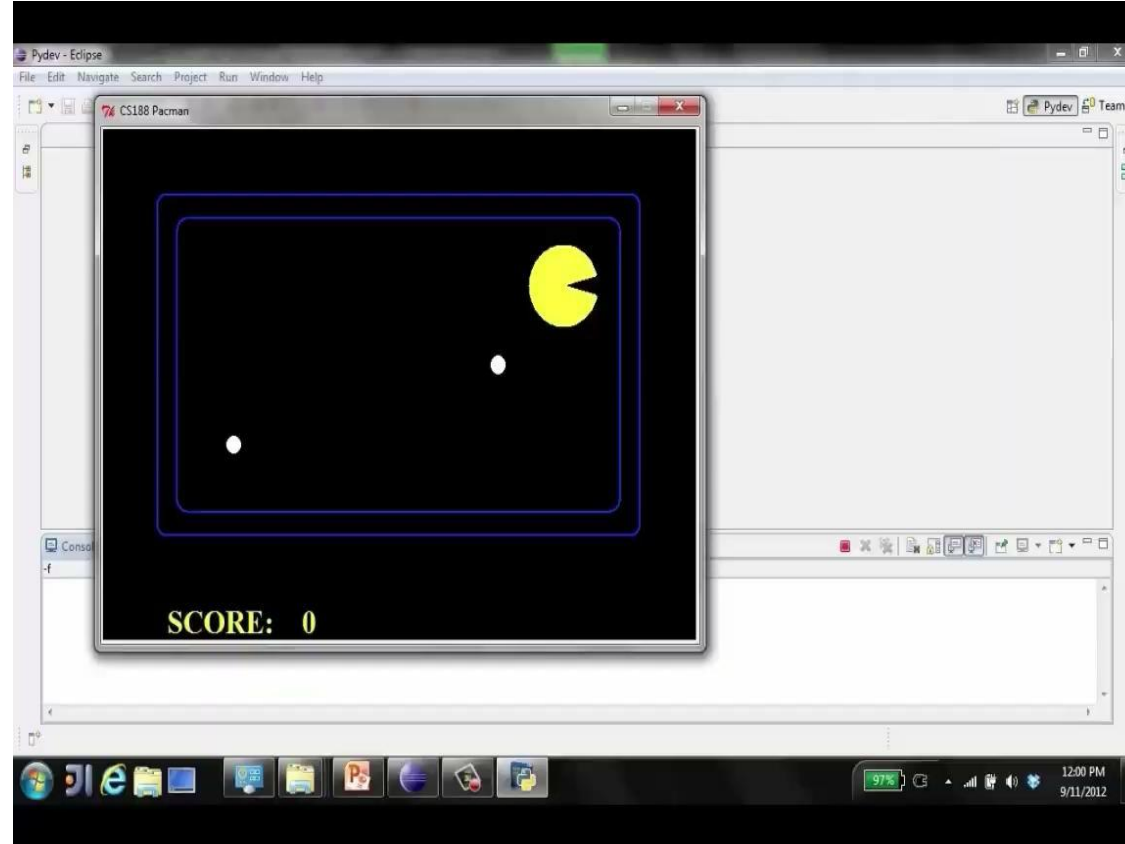 Pydev - Eclipse
File Edit Navigate Search Project Run Window Help
CS188 Pacman
Pydev
Team
Consol
-f
SCORE: 0
97%
12:00 PM
9/11/2012